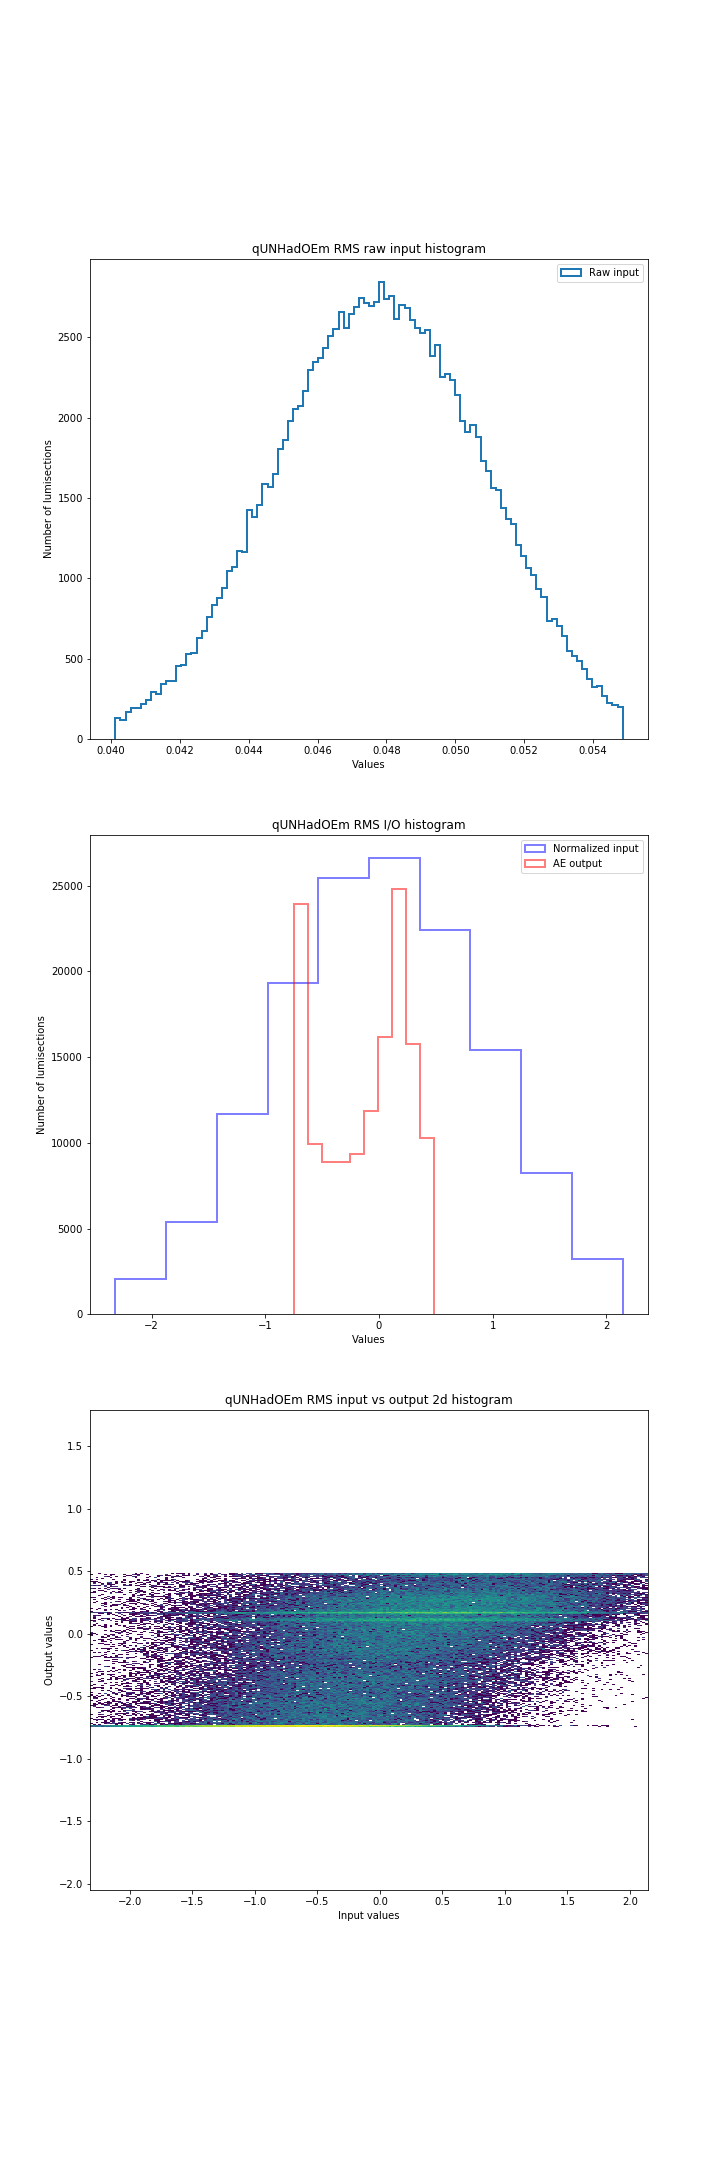 qUNHadOEm RMS raw input histogram
Raw input
Number of lumisections
2500
2000
1500
1000
500
0
0.040 0.042 0.044 0.046 0.048 0.050 0.052 0.054
Values
qUNHadOEm RMS I/O histogram
Normalized input
AE output
Number of lumisections
25000
20000
15000
10000
5000
0
−2 −1 0 1 2
Values
qUNHadOEm RMS input vs output 2d histogram
Output values
1.5
1.0
0.5
0.0
−0.5
−1.0
−1.5
−2.0
−2.0 −1.5 −1.0 −0.5 0.0 0.5 1.0 1.5 2.0
Input values